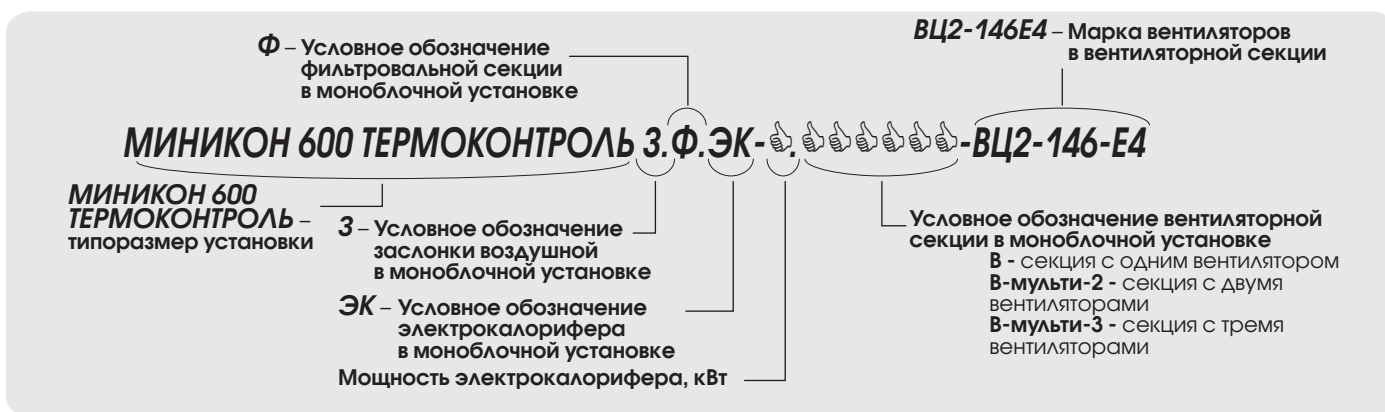 Ф – Условное обозначение
фильтровальной секции
в моноблочной установке
ВЦ2-146Е4 – Марка вентиляторов
в вентиляторной секции
МИНИКОН 600 ТЕРМОКОНТРОЛЬ З.Ф.ЭК-👍. 👍👍👍👍👍👍-ВЦ2-146-Е4
МИНИКОН 600
ТЕРМОКОНТРОЛЬ –
типоразмер установки
З – Условное обозначение
заслонки воздушной
в моноблочной установке
ЭК – Условное обозначение
электрокалорифера
в моноблочной установке
Мощность электрокалорифера, кВт
Условное обозначение вентиляторной
секции в моноблочной установке
В - секция с одним вентилятором
В-мульти-2 - секция с двумя
вентиляторами
В-мульти-3 - секция с тремя
вентиляторами